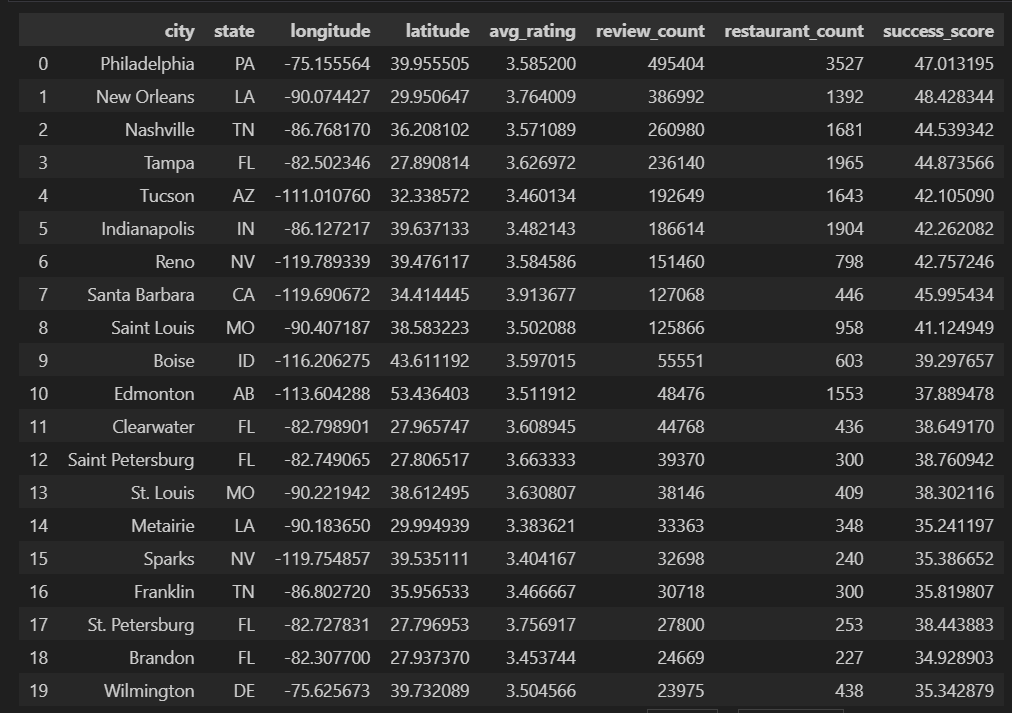 city state longitude latitude avg_rating review_count restaurant_count success_score
0 Philadelphia PA -75.155564 39.955505 3.585200 495404 3527 47.013195
1 New Orleans LA -90.074427 29.950647 3.764009 386992 1392 48.428344
2 Nashville TN -86.768170 36.208102 3.571089 260980 1681 44.539342
3 Tampa FL -82.502346 27.890814 3.626972 236140 1965 44.873566
4 Tucson AZ -111.010760 32.338572 3.460134 192649 1643 42.105090
5 Indianapolis IN -86.127217 39.637133 3.482143 186614 1904 42.262082
6 Reno NV -119.789339 39.476117 3.584586 151460 798 42.757246
7 Santa Barbara CA -119.690672 34.414445 3.913677 127068 446 45.995434
8 Saint Louis MO -90.407187 38.583223 3.502088 125866 958 41.124949
9 Boise ID -116.206275 43.611192 3.597015 55551 603 39.297657
10 Edmonton AB -113.604288 53.436403 3.511912 48476 1553 37.889478
11 Clearwater FL -82.798901 27.965747 3.608945 44768 436 38.649170
12 Saint Petersburg FL -82.749065 27.806517 3.663333 39370 300 38.760942
13 St. Louis MO -90.221942 38.612495 3.630807 38146 409 38.302116
14 Metairie LA -90.183650 29.994939 3.383621 33363 348 35.241197
15 Sparks NV -119.754857 39.535111 3.404167 32698 240 35.386652
16 Franklin TN -86.802720 35.956533 3.466667 30718 300 35.819807
17 St. Petersburg FL -82.727831 27.796953 3.756917 27800 253 38.443883
18 Brandon FL -82.307700 27.937370 3.453744 24669 227 34.928903
19 Wilmington DE -75.625673 39.732089 3.504566 23975 438 35.342879